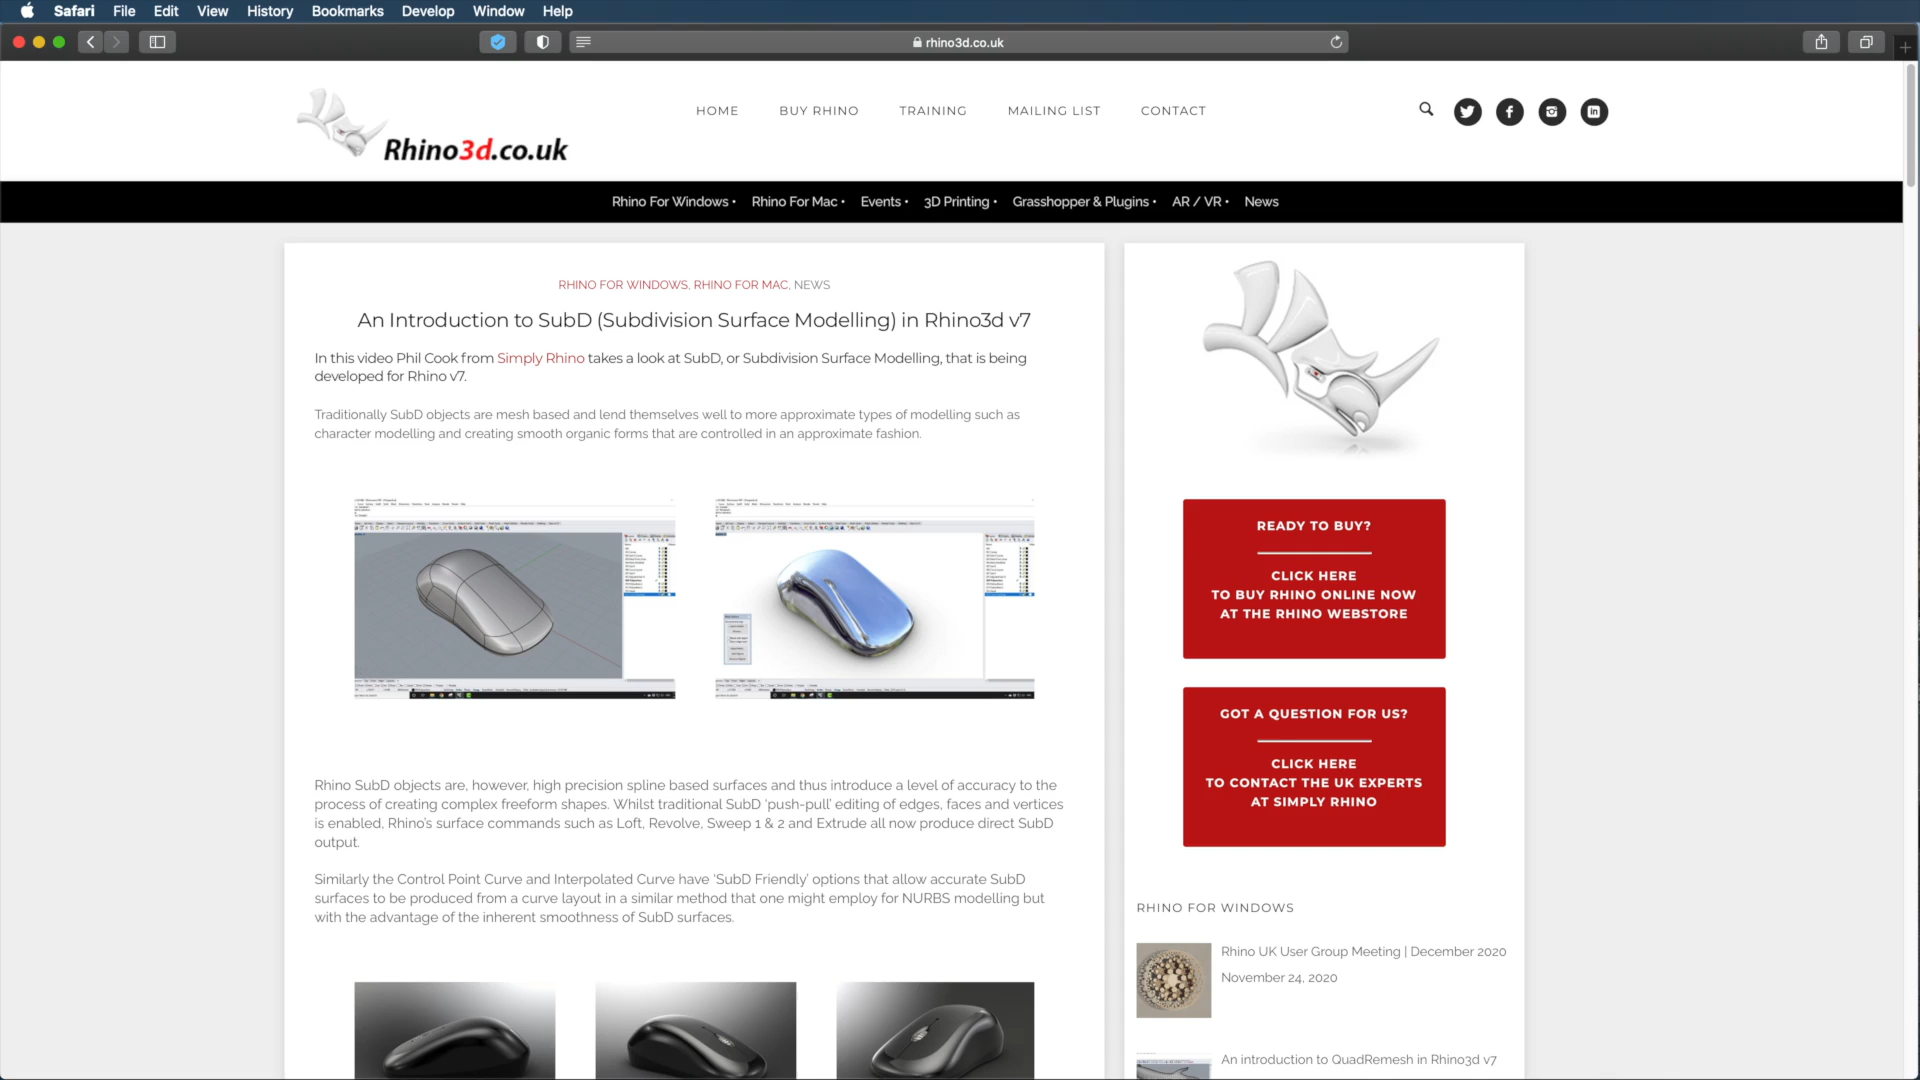 Safari File Edit View History Bookmarks Develop Window Help
rhino3d.co.uk
Rhino3d.co.uk
HOME BUY RHINO TRAINING MAILING LIST CONTACT
Rhino For Windows • Rhino For Mac • Events • 3D Printing • Grasshopper & Plugins • AR / VR • News
RHINO FOR WINDOWS, RHINO FOR MAC, NEWS
An Introduction to SubD (Subdivision Surface Modelling) in Rhino3d v7
In this video Phil Cook from Simply Rhino takes a look at SubD, or Subdivision Surface Modelling, that is being
developed for Rhino v7.
Traditionally SubD objects are mesh based and lend themselves well to more approximate types of modelling such as
character modelling and creating smooth organic forms that are controlled in an approximate fashion.
Rhino SubD objects are, however, high precision spline based surfaces and thus introduce a level of accuracy to the
process of creating complex freeform shapes. Whilst traditional SubD ‘push-pull’ editing of edges, faces and vertices
is enabled, Rhino’s surface commands such as Loft, Revolve, Sweep 1 & 2 and Extrude all now produce direct SubD
output.
Similarly the Control Point Curve and Interpolated Curve have ‘SubD Friendly’ options that allow accurate SubD
surfaces to be produced from a curve layout in a similar method that one might employ for NURBS modelling but
with the advantage of the inherent smoothness of SubD surfaces.
READY TO BUY?
CLICK HERE
TO BUY RHINO ONLINE NOW
AT THE RHINO WEBSTORE
GOT A QUESTION FOR US?
CLICK HERE
TO CONTACT THE UK EXPERTS
AT SIMPLY RHINO
RHINO FOR WINDOWS
Rhino UK User Group Meeting | December 2020
November 24, 2020
An introduction to QuadRemesh in Rhino3d v7